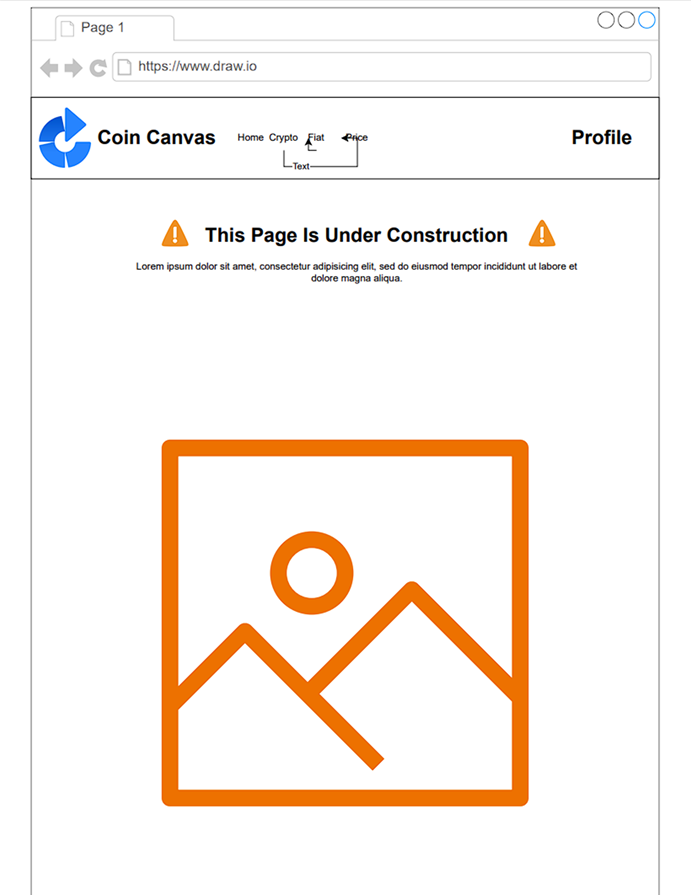 Page 1
https://www.draw.io
Coin Canvas
Home Crypto Fiat Price
Text
Profile
This Page Is Under Construction
Lorem ipsum dolor sit amet, consectetur adipisicing elit, sed do eiusmod tempor incididunt ut labore et
dolore magna aliqua.